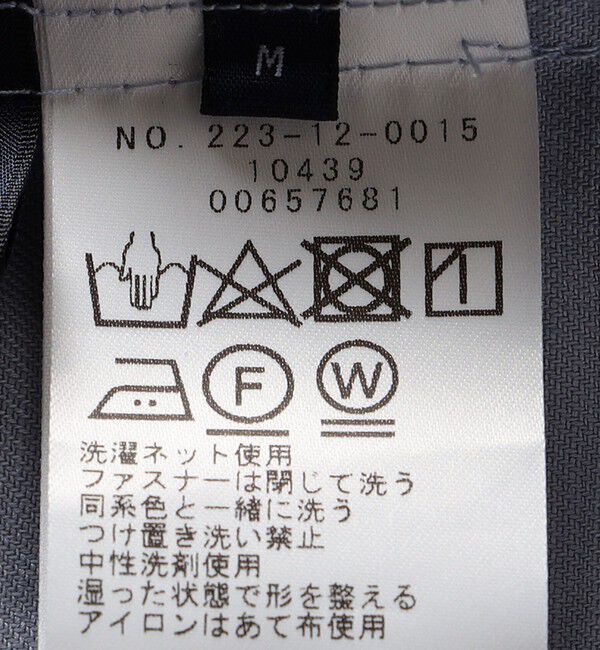 M
NO. 223-12-0015
10439
00657681
F W
洗濯ネット使用
ファスナーは閉じて洗う
同系色と一緒に洗う
つけ置き洗い禁止
中性洗剤使用
湿った状態で形を整える
アイロンはあて布使用